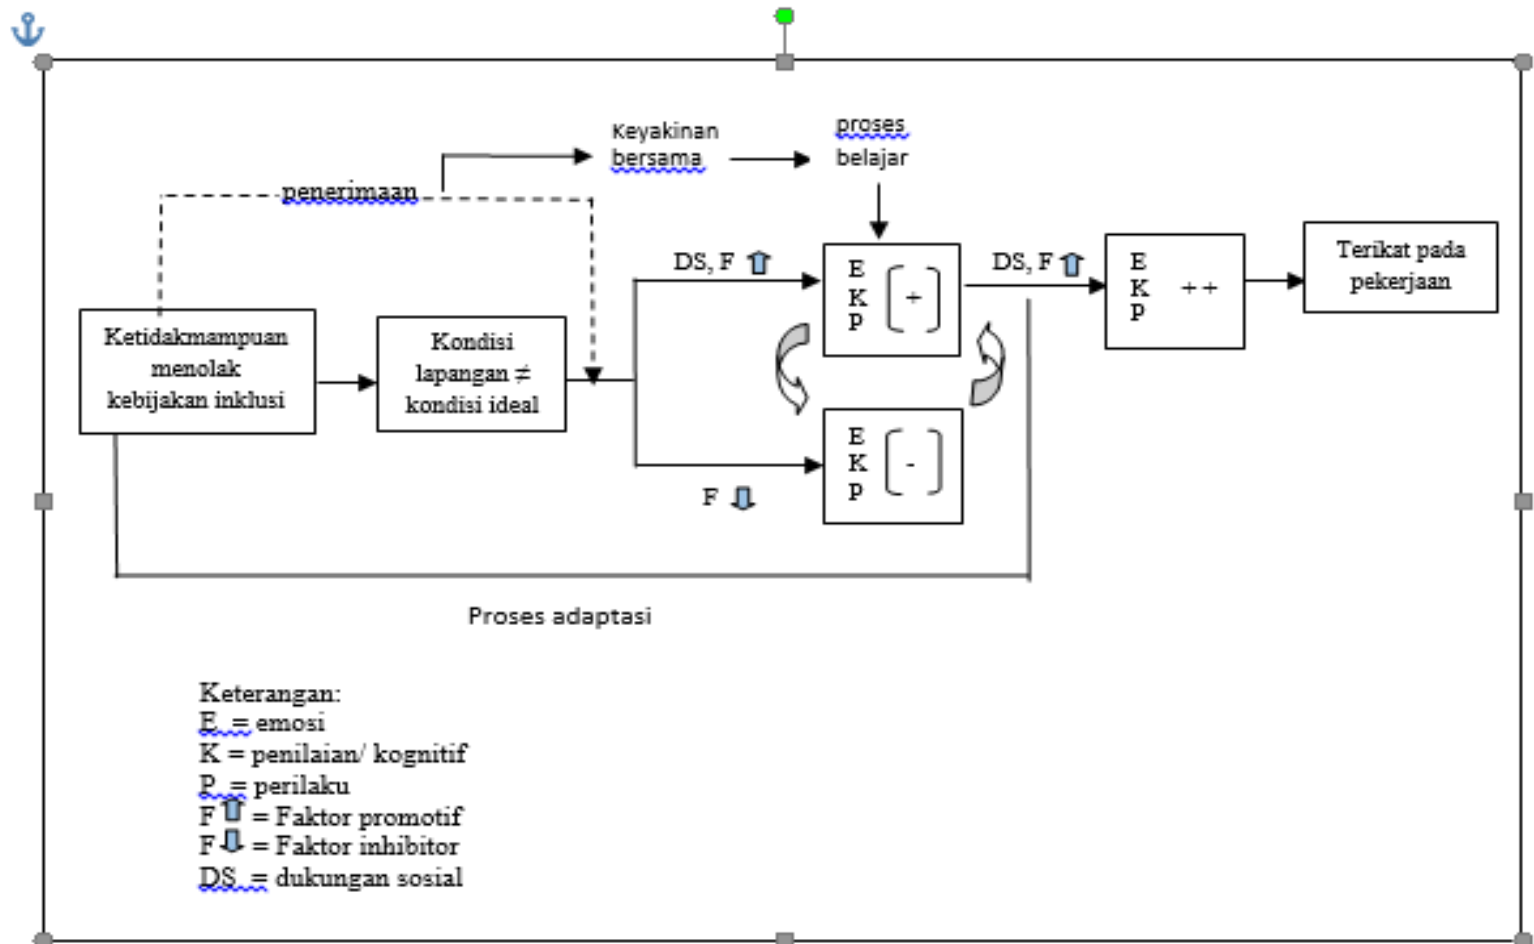 Keyakinan
bersama
proses
belajar
penerimaan
DS, F
E
K
P
+
DS, F
E
K
P
++
Terikat pada
pekerjaan
Ketidakmampuan
menolak
kebijakan inklusi
Kondisi
lapangan ≠
kondisi ideal
F
E
K
P
-
Proses adaptasi
Keterangan:
E = emosi
K = penilaian/ kognitif
P = perilaku
F = Faktor promotif
F = Faktor inhibitor
DS = dukungan sosial